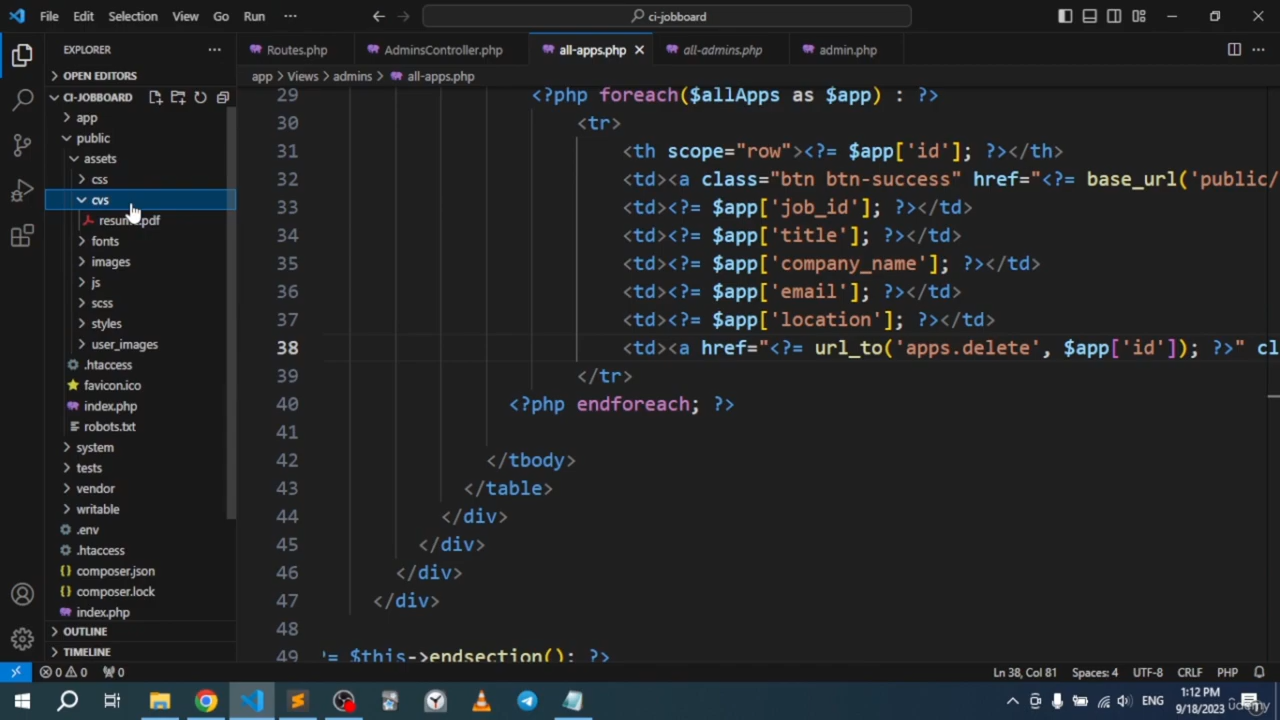 File Edit Selection View Go Run ··· ci-jobboard
EXPLORER ··· Routes.php AdminsController.php all-apps.php all-admins.php admin.php
OPEN EDITORS
app > Views > admins > all-apps.php
CI-JOBBOARD
app
public
assets
css
cvs
resume.pdf
fonts
images
js
scss
styles
user_images
.htaccess
favicon.ico
index.php
robots.txt
system
tests
vendor
writable
.env
.htaccess
composer.json
composer.lock
index.php
OUTLINE
TIMELINE
29 <?php foreach($allApps as $app) : ?>
30 <tr>
31 <th scope="row"><?= $app['id']; ?></th>
32 <td><a class="btn btn-success" href="<?= base_url('public/
33 <td><?= $app['job_id']; ?></td>
34 <td><?= $app['title']; ?></td>
35 <td><?= $app['company_name']; ?></td>
36 <td><?= $app['email']; ?></td>
37 <td><?= $app['location']; ?></td>
38 <td><a href="<?= url_to('apps.delete', $app['id']); ?>" cl
39 </tr>
40 <?php endforeach; ?>
41
42 </tbody>
43 </table>
44 </div>
45 </div>
46 </div>
47 </div>
48
49 '= $this->endsection(); ?>
0 0 0 Ln 38, Col 81 Spaces: 4 UTF-8 CRLF PHP
ENG 1:12 PM
9/18/2023
udemy